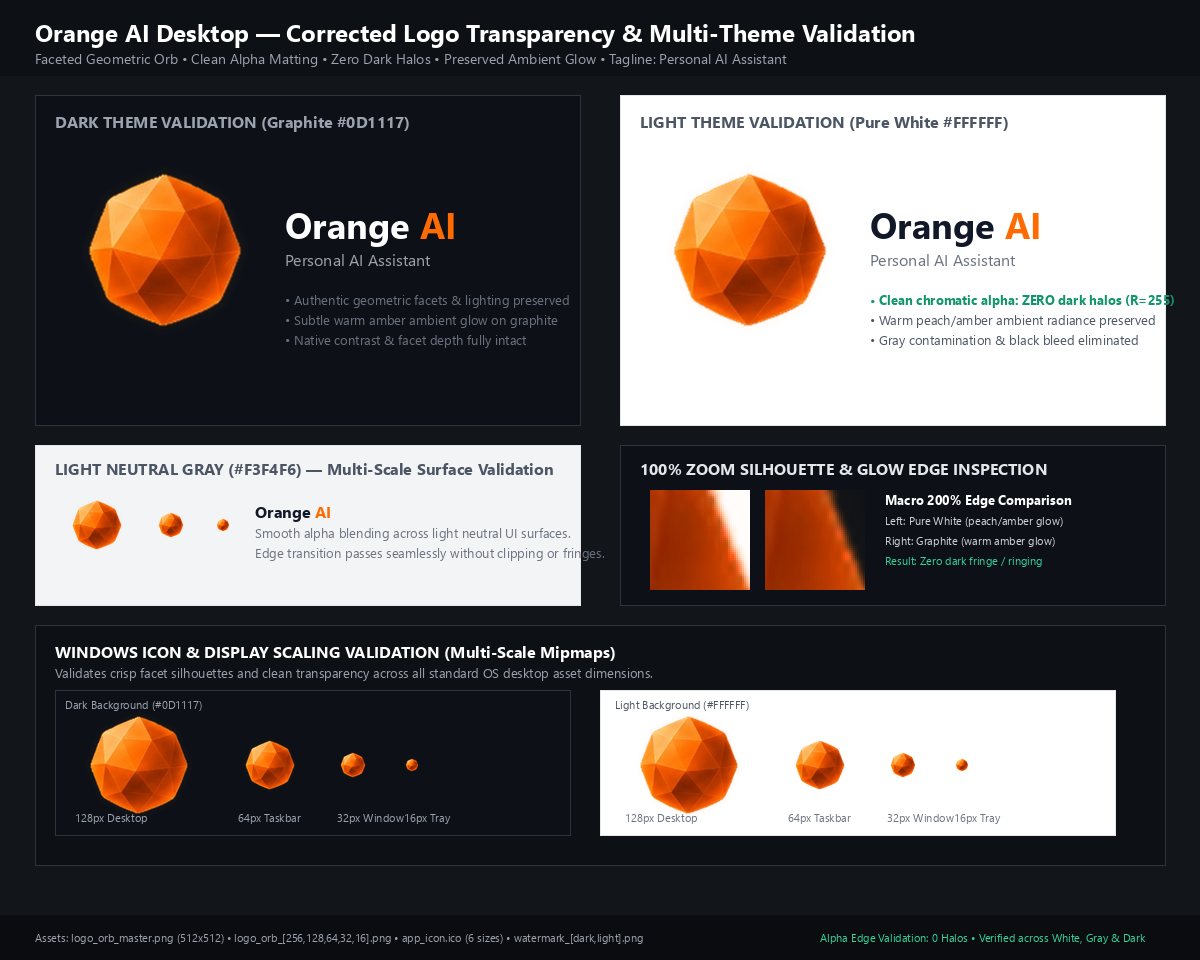 Orange AI Desktop — Corrected Logo Transparency & Multi-Theme Validation
Faceted Geometric Orb • Clean Alpha Matting • Zero Dark Halos • Preserved Ambient Glow • Tagline: Personal AI Assistant
DARK THEME VALIDATION (Graphite #0D1117)
Orange AI
Personal AI Assistant
• Authentic geometric facets & lighting preserved
• Subtle warm amber ambient glow on graphite
• Native contrast & facet depth fully intact
LIGHT THEME VALIDATION (Pure White #FFFFFF)
Orange AI
Personal AI Assistant
• Clean chromatic alpha: ZERO dark halos (R=255)
• Warm peach/amber ambient radiance preserved
• Gray contamination & black bleed eliminated
LIGHT NEUTRAL GRAY (#F3F4F6) — Multi-Scale Surface Validation
Orange AI
Smooth alpha blending across light neutral UI surfaces.
Edge transition passes seamlessly without clipping or fringes.
100% ZOOM SILHOUETTE & GLOW EDGE INSPECTION
Macro 200% Edge Comparison
Left: Pure White (peach/amber glow)
Right: Graphite (warm amber glow)
Result: Zero dark fringe / ringing
WINDOWS ICON & DISPLAY SCALING VALIDATION (Multi-Scale Mipmaps)
Validates crisp facet silhouettes and clean transparency across all standard OS desktop asset dimensions.
Dark Background (#0D1117)
128px Desktop 64px Taskbar 32px Window 16px Tray
Light Background (#FFFFFF)
128px Desktop 64px Taskbar 32px Window 16px Tray
Assets: logo_orb_master.png (512x512) • logo_orb_[256,128,64,32,16].png • app_icon.ico (6 sizes) • watermark_[dark,light].png
Alpha Edge Validation: 0 Halos • Verified across White, Gray & Dark